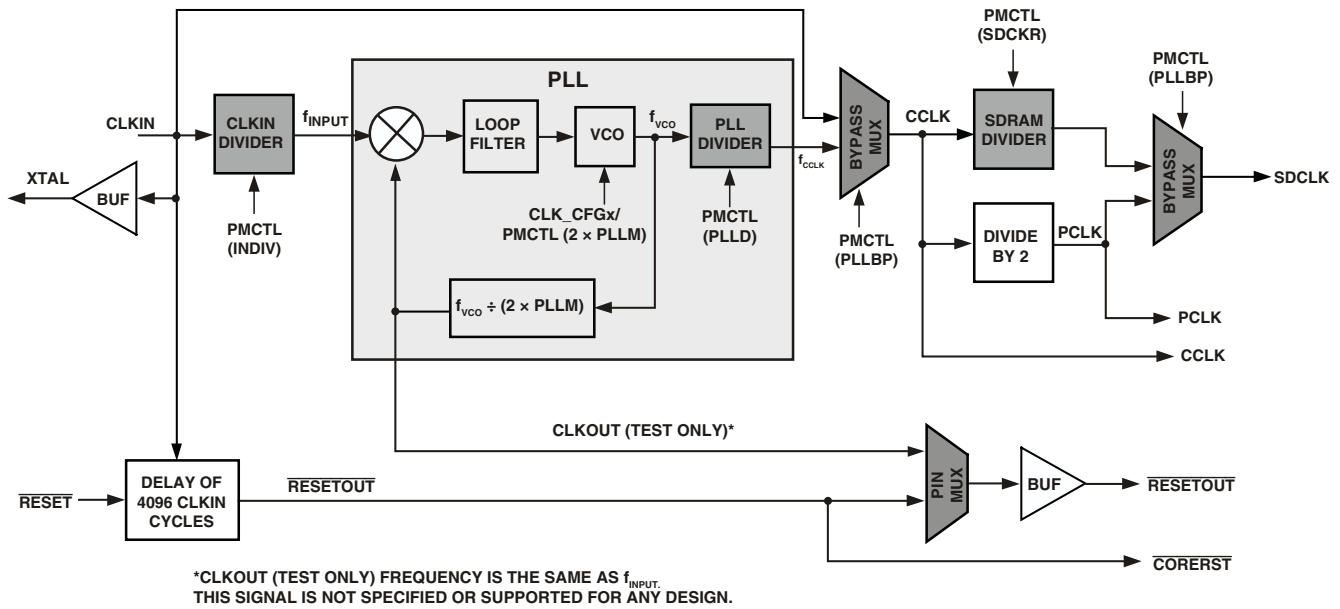 PMCTL
(SDCKR)
PMCTL
(PLLBP)
PLL
CLKIN
CLKIN
DIVIDER
fINPUT
LOOP
FILTER
VCO
fVCO
PLL
DIVIDER
fCCLK
BYPASS
MUX
CCLK
SDRAM
DIVIDER
BYPASS
MUX
SDCLK
XTAL
BUF
PMCTL
(INDIV)
CLK_CFGx/
PMCTL (2 × PLLM)
PMCTL
(PLLD)
PMCTL
(PLLBP)
DIVIDE
BY 2
PCLK
fVCO ÷ (2 × PLLM)
PCLK
CCLK
CLKOUT (TEST ONLY)*
RESET
DELAY OF
4096 CLKIN
CYCLES
RESETOUT
PIN
MUX
BUF
RESETOUT
CORERST
*CLKOUT (TEST ONLY) FREQUENCY IS THE SAME AS fINPUT.
THIS SIGNAL IS NOT SPECIFIED OR SUPPORTED FOR ANY DESIGN.